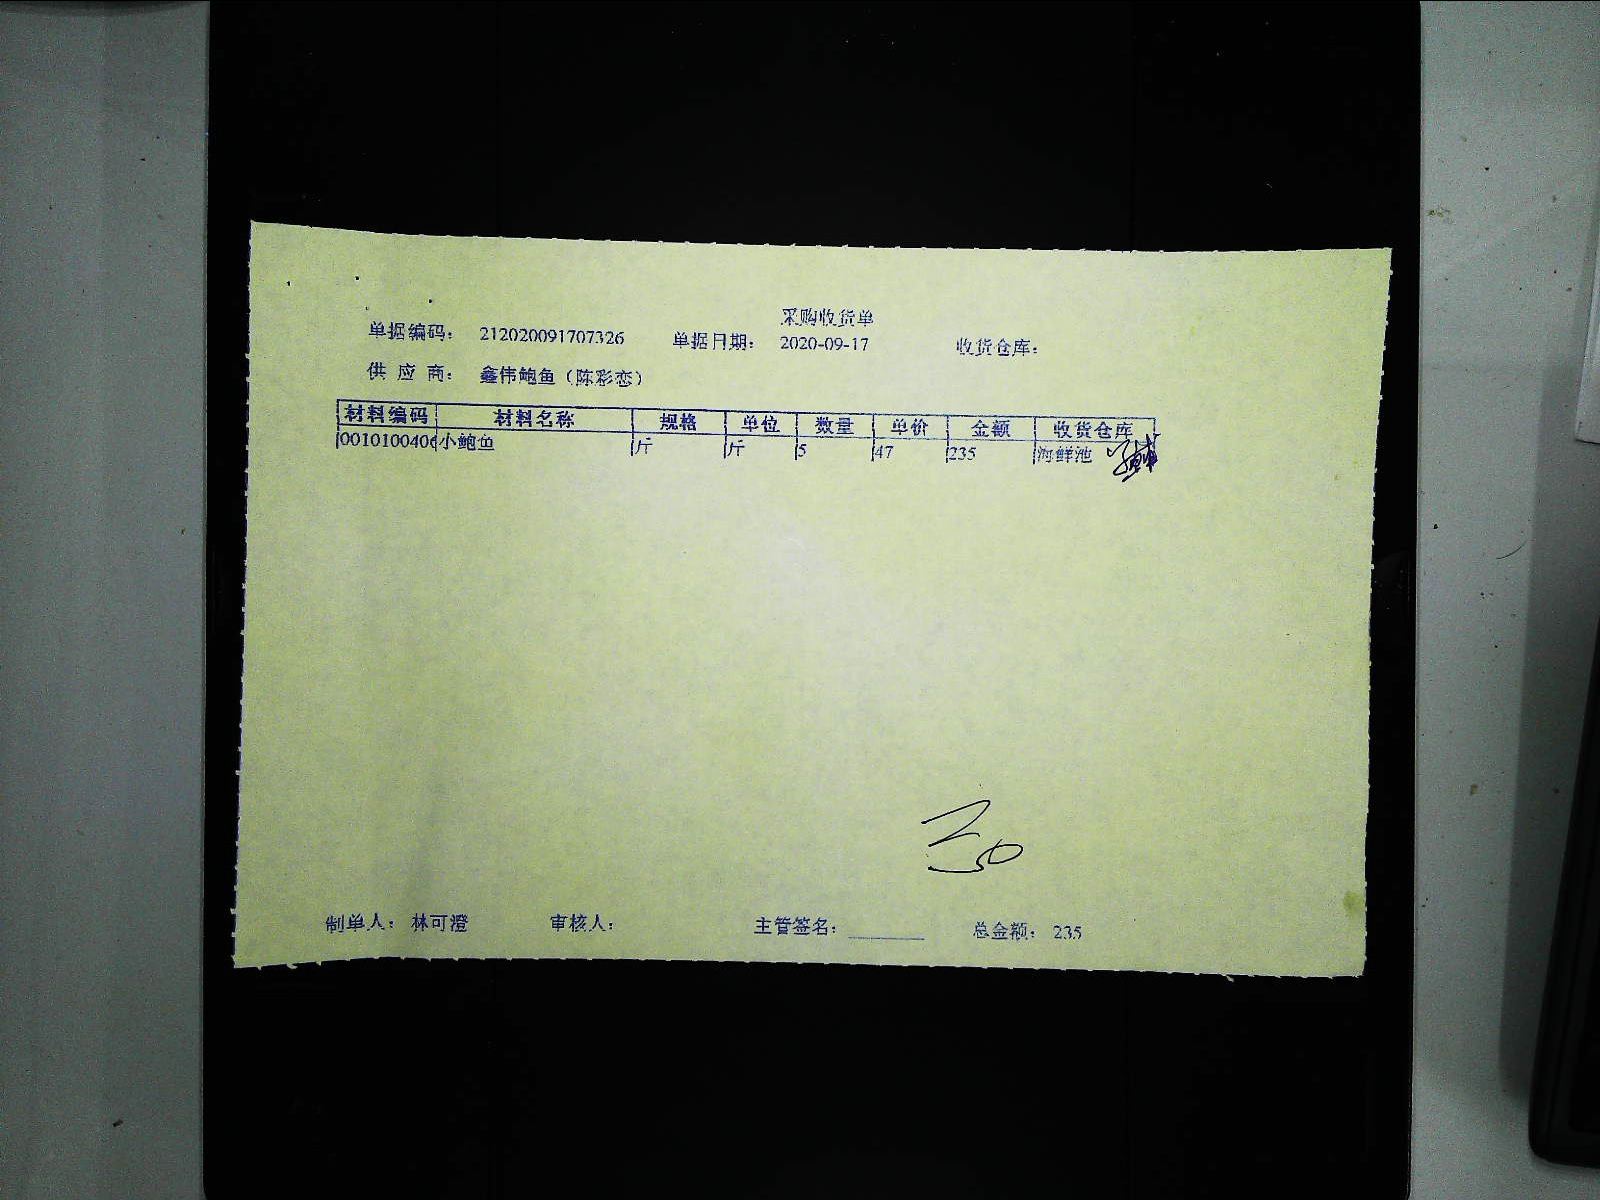 采购收货单
单据编码： 212020091707326 单据日期： 2020-09-17 收货仓库：
供 应 商： 鑫伟鲍鱼（陈彩恋）
材料编码 材料名称 规格 单位 数量 单价 金额 收货仓库
0010100406 小鲍鱼 斤 斤 5 47 235 海鲜池
制单人： 林可澄 审核人： 主管签名： ________ 总金额： 235